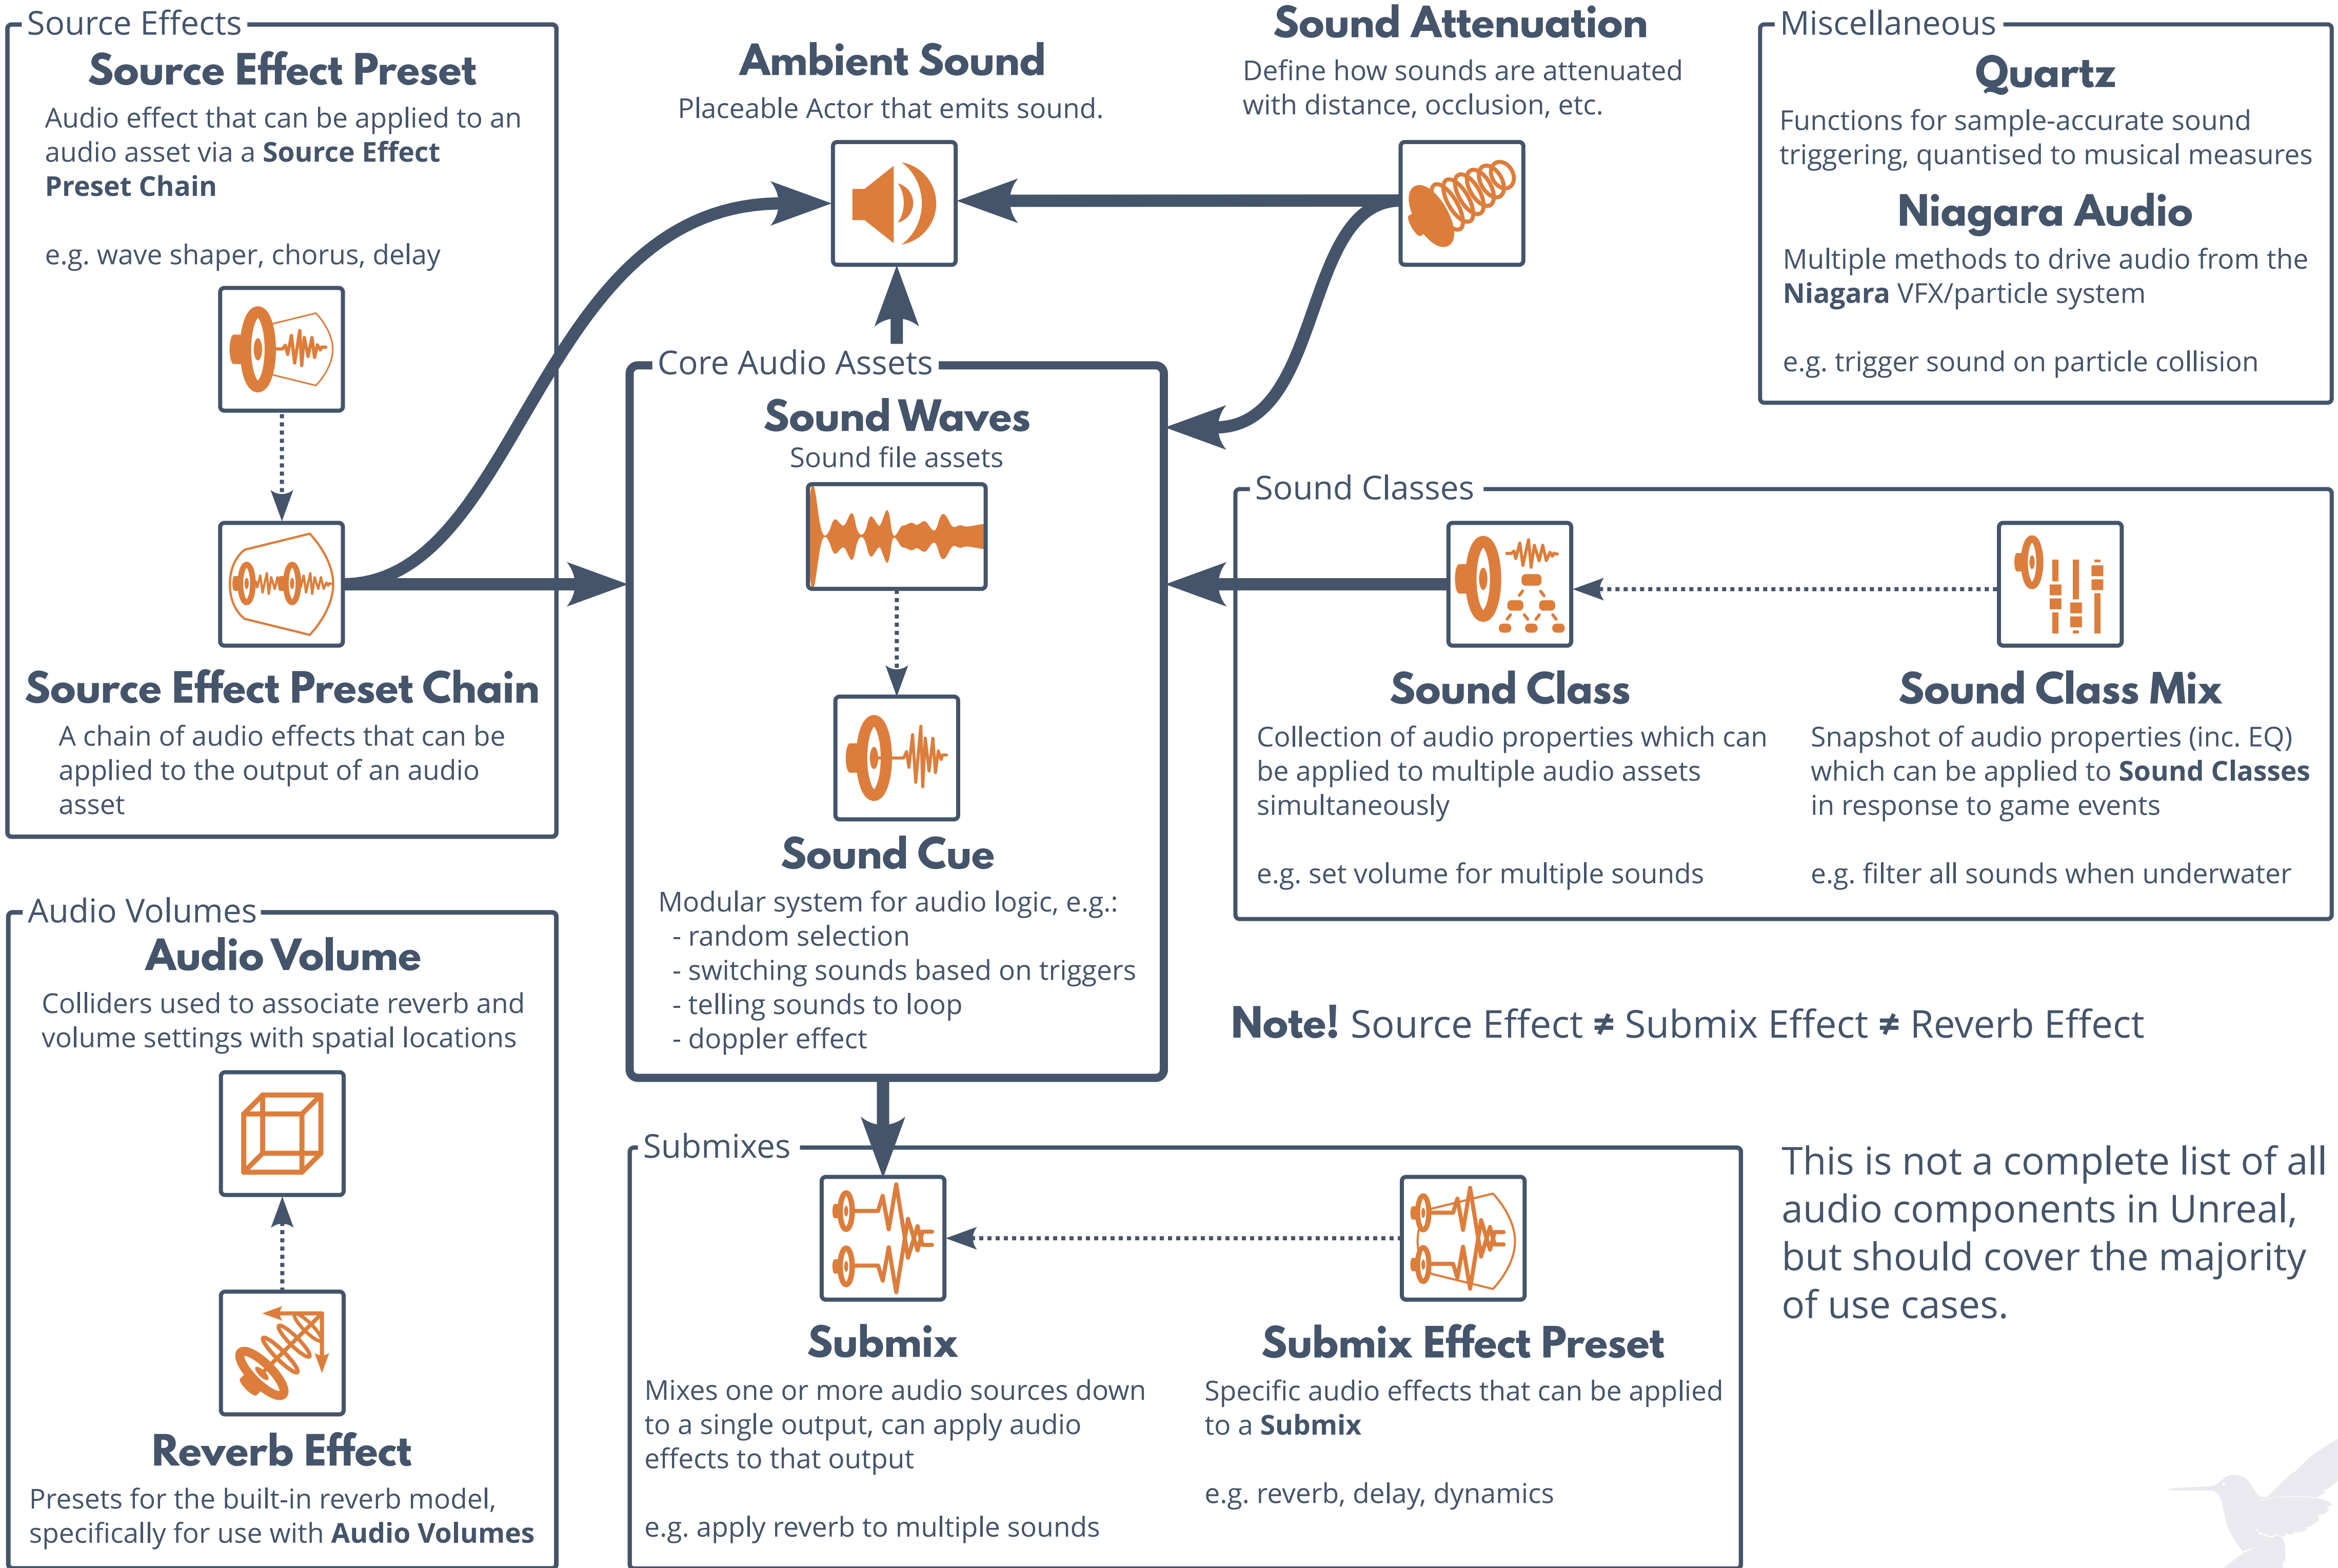 Source Effects
Source Effect Preset
Audio effect that can be applied to an
audio asset via a Source Effect
Preset Chain
e.g. wave shaper, chorus, delay
Source Effect Preset Chain
A chain of audio effects that can be
applied to the output of an audio
asset
Audio Volumes
Audio Volume
Colliders used to associate reverb and
volume settings with spatial locations
Reverb Effect
Presets for the built-in reverb model,
specifically for use with Audio Volumes
Ambient Sound
Placeable Actor that emits sound.
Sound Attenuation
Define how sounds are attenuated
with distance, occlusion, etc.
Core Audio Assets
Sound Waves
Sound file assets
Sound Cue
Modular system for audio logic, e.g.:
- random selection
- switching sounds based on triggers
- telling sounds to loop
- doppler effect
Miscellaneous
Quartz
Functions for sample-accurate sound
triggering, quantised to musical measures
Niagara Audio
Multiple methods to drive audio from the
Niagara VFX/particle system
e.g. trigger sound on particle collision
Sound Classes
Sound Class
Collection of audio properties which can
be applied to multiple audio assets
simultaneously
e.g. set volume for multiple sounds
Sound Class Mix
Snapshot of audio properties (inc. EQ)
which can be applied to Sound Classes
in response to game events
e.g. filter all sounds when underwater
Note! Source Effect ≠ Submix Effect ≠ Reverb Effect
Submixes
Submix
Mixes one or more audio sources down
to a single output, can apply audio
effects to that output
e.g. apply reverb to multiple sounds
Submix Effect Preset
Specific audio effects that can be applied
to a Submix
e.g. reverb, delay, dynamics
This is not a complete list of all
audio components in Unreal,
but should cover the majority
of use cases.